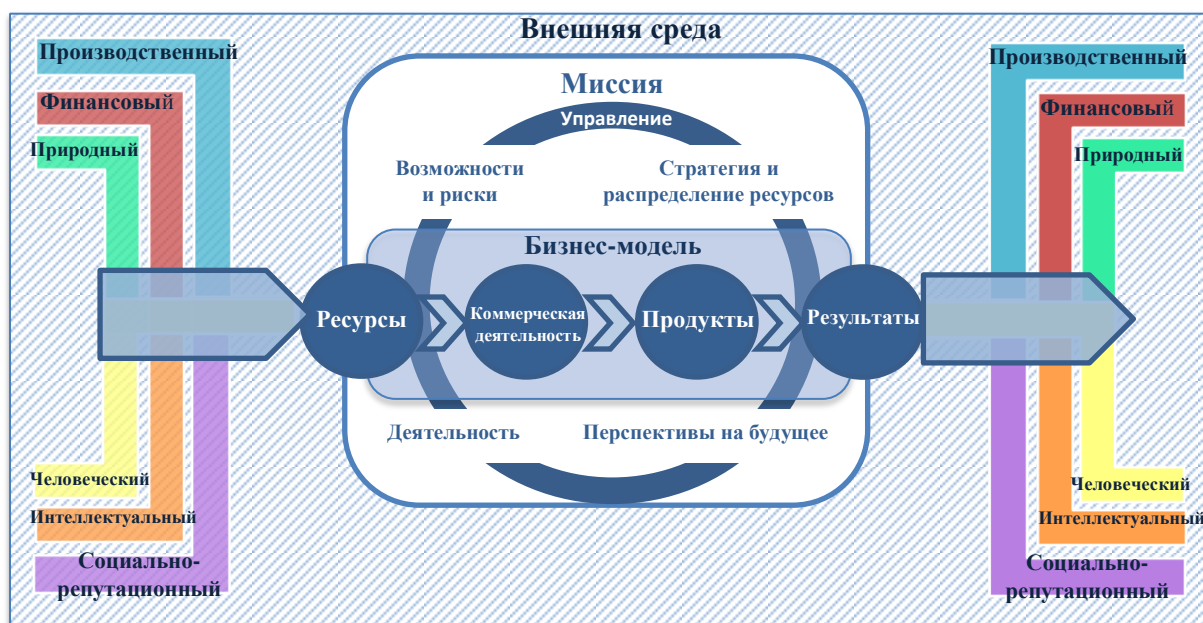 Внешняя среда
Производственный
Финансовый
Природный
Человеческий
Интеллектуальный
Социально-
репутационный
Миссия
Управление
Возможности
и риски
Стратегия и
распределение ресурсов
Бизнес-модель
Ресурсы
Коммерческая
деятельность
Продукты
Результаты
Деятельность
Перспективы на будущее
Производственный
Финансовый
Природный
Человеческий
Интеллектуальный
Социально-
репутационный